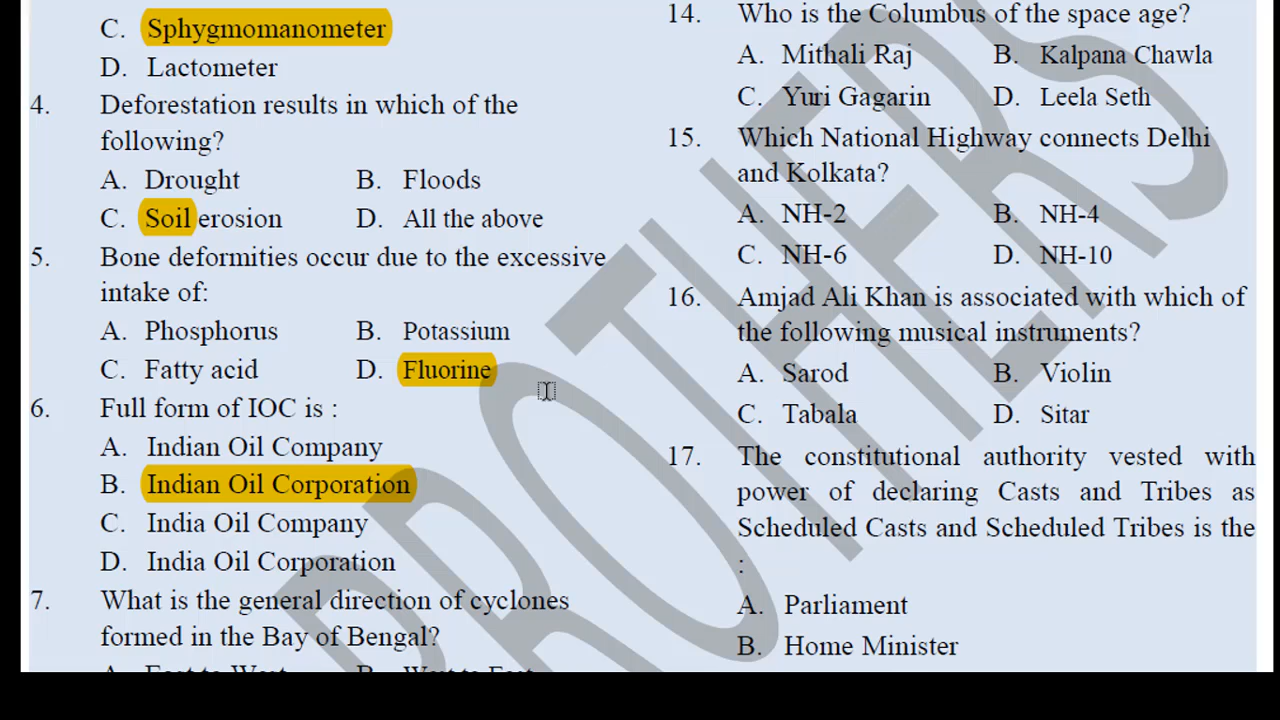 C. Sphygmomanometer
D. Lactometer
4. Deforestation results in which of the
following?
A. Drought B. Floods
C. Soil erosion D. All the above
5. Bone deformities occur due to the excessive
intake of:
A. Phosphorus B. Potassium
C. Fatty acid D. Fluorine
6. Full form of IOC is :
A. Indian Oil Company
B. Indian Oil Corporation
C. India Oil Company
D. India Oil Corporation
7. What is the general direction of cyclones
formed in the Bay of Bengal?
A. East to West B. West to East
14. Who is the Columbus of the space age?
A. Mithali Raj B. Kalpana Chawla
C. Yuri Gagarin D. Leela Seth
15. Which National Highway connects Delhi
and Kolkata?
A. NH-2 B. NH-4
C. NH-6 D. NH-10
16. Amjad Ali Khan is associated with which of
the following musical instruments?
A. Sarod B. Violin
C. Tabala D. Sitar
17. The constitutional authority vested with
power of declaring Casts and Tribes as
Scheduled Casts and Scheduled Tribes is the
:
A. Parliament
B. Home Minister